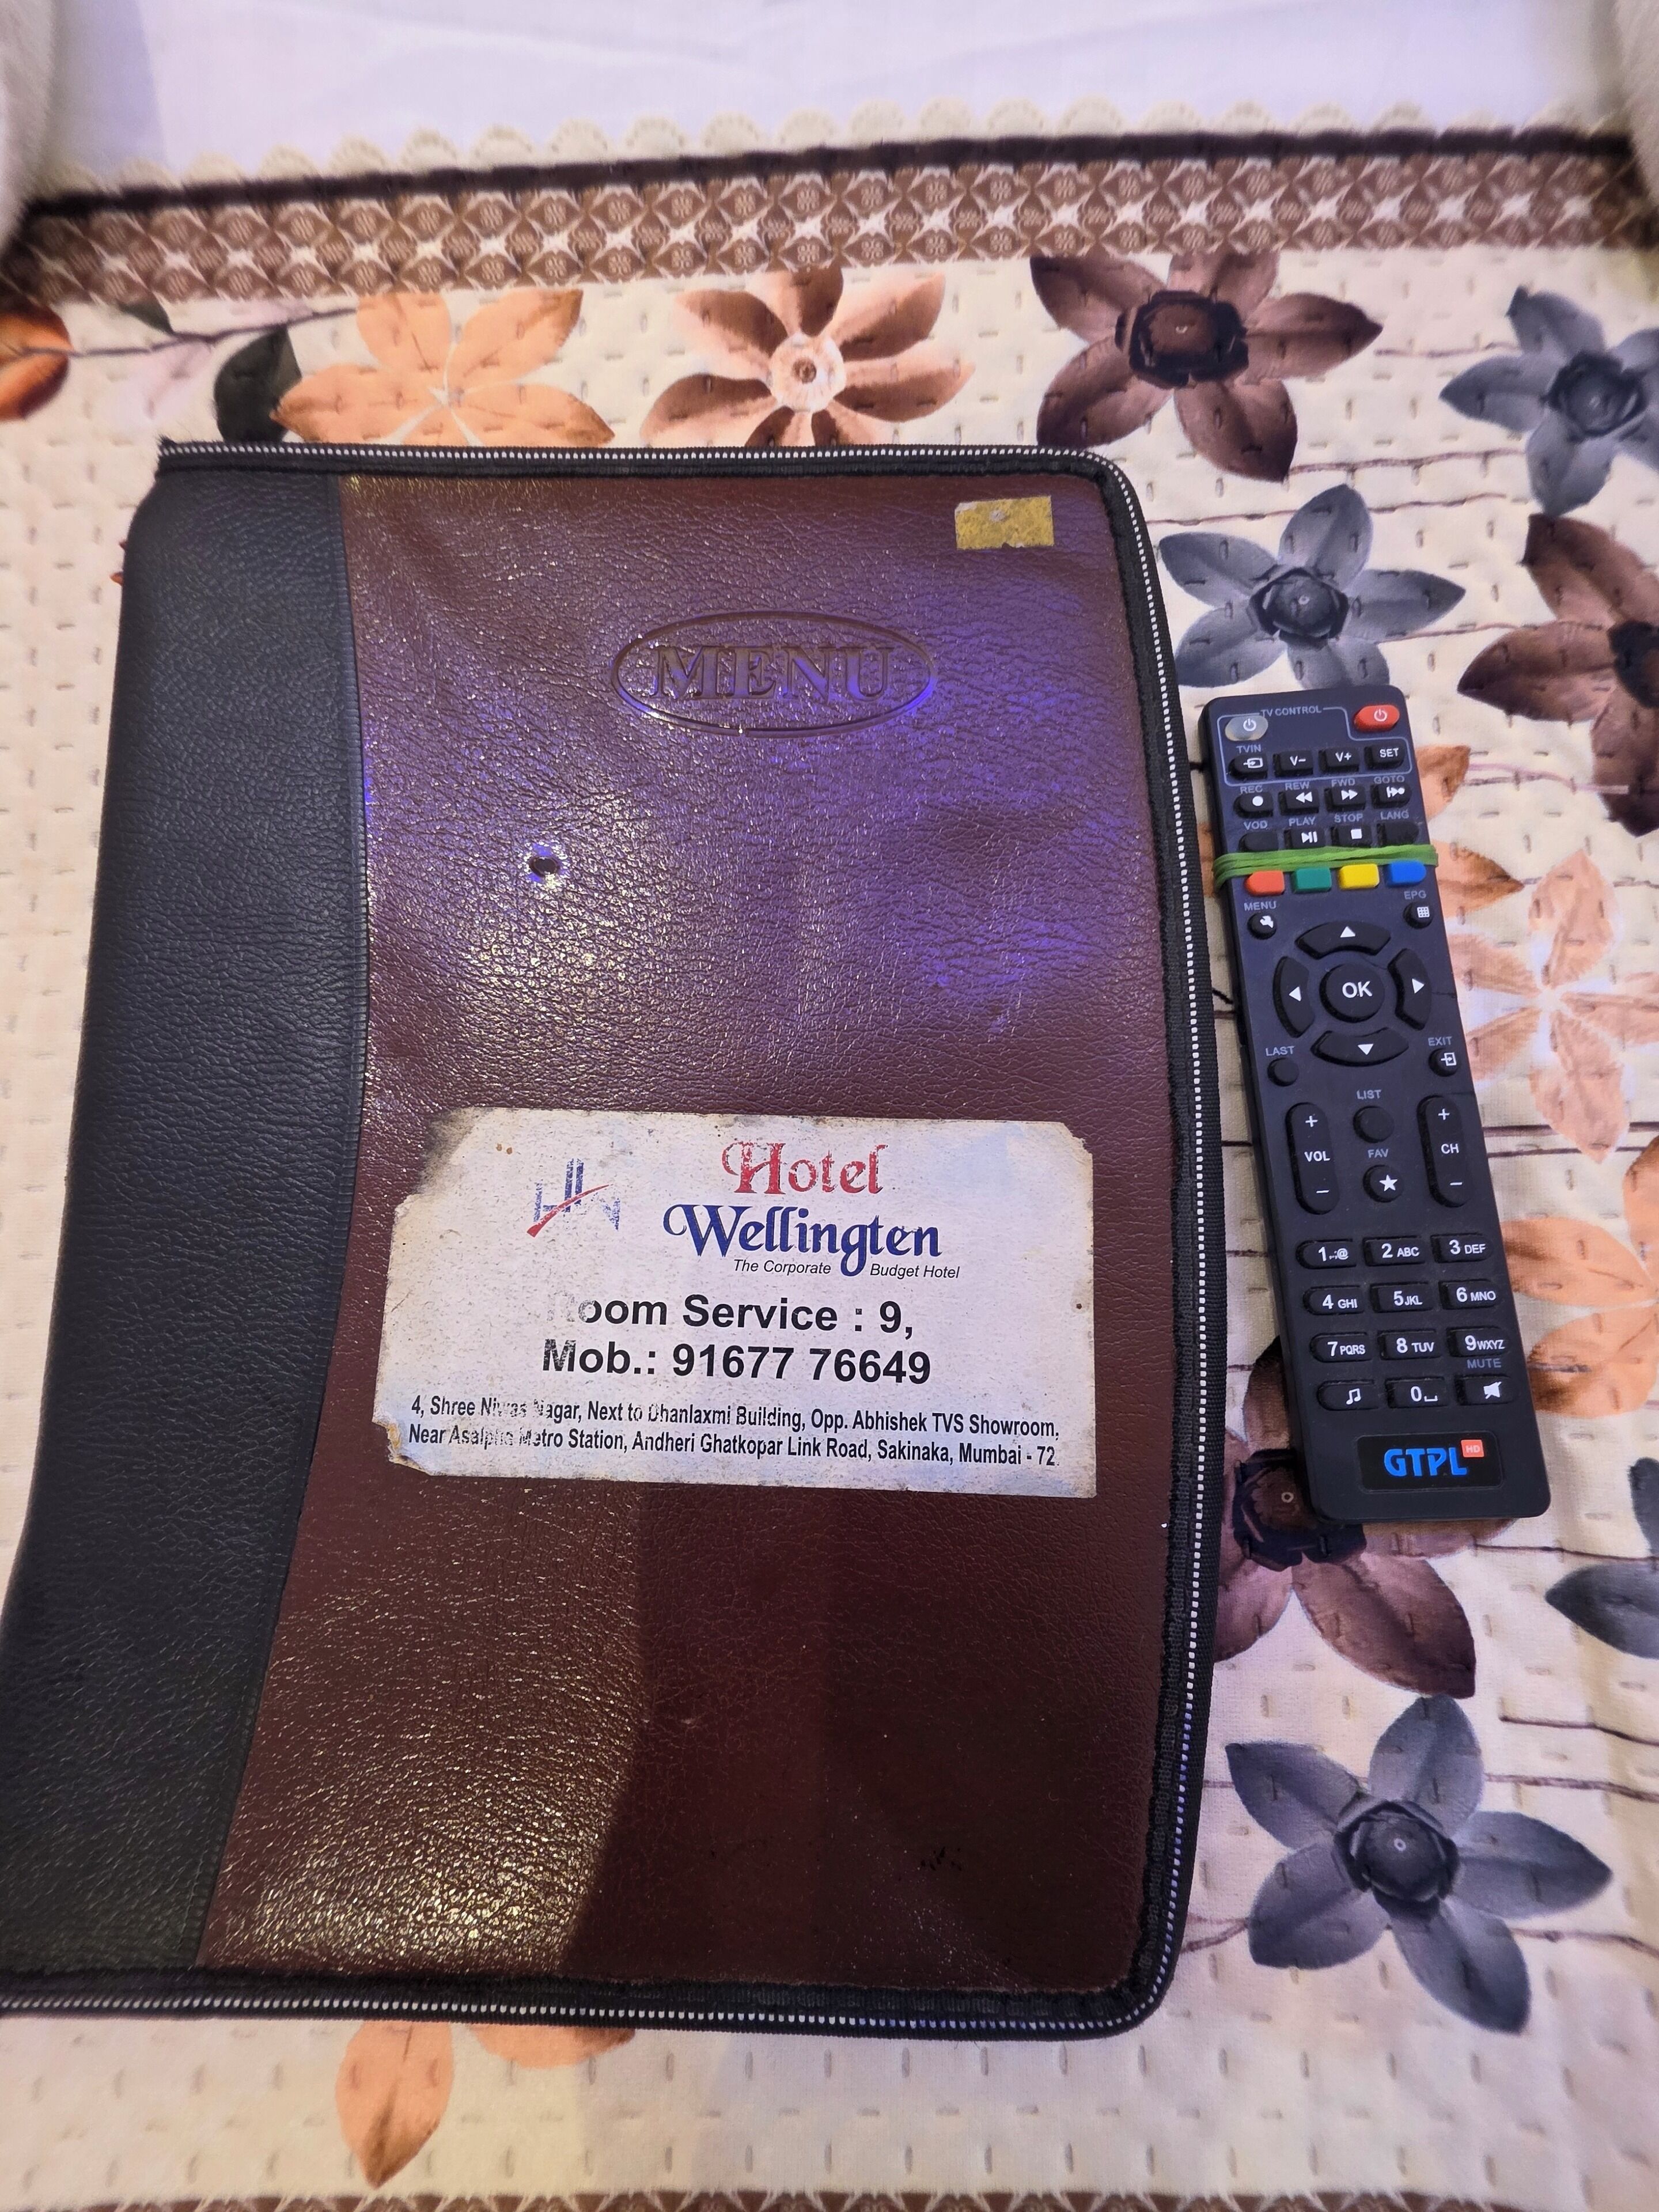 MENU
Hotel
Wellingten
The Corporate Budget Hotel
Room Service : 9,
Mob.: 91677 76649
4, Shree Niwas Nagar, Next to Dhanlaxmi Building, Opp. Abhishek TVS Showroom,
Near Asalpha Metro Station, Andheri Ghatkopar Link Road, Sakinaka, Mumbai - 72
TV CONTROL
TVIN V- V+ SET
REC REW FWD GOTO
VOD PLAY STOP LANG
MENU EPG
OK
LAST EXIT
LIST
+ VOL -
FAV
+ CH -
1.,:@ 2 ABC 3 DEF
4 GHI 5 JKL 6 MNO
7 PQRS 8 TUV 9 WXYZ
MUTE
0
GTPL HD